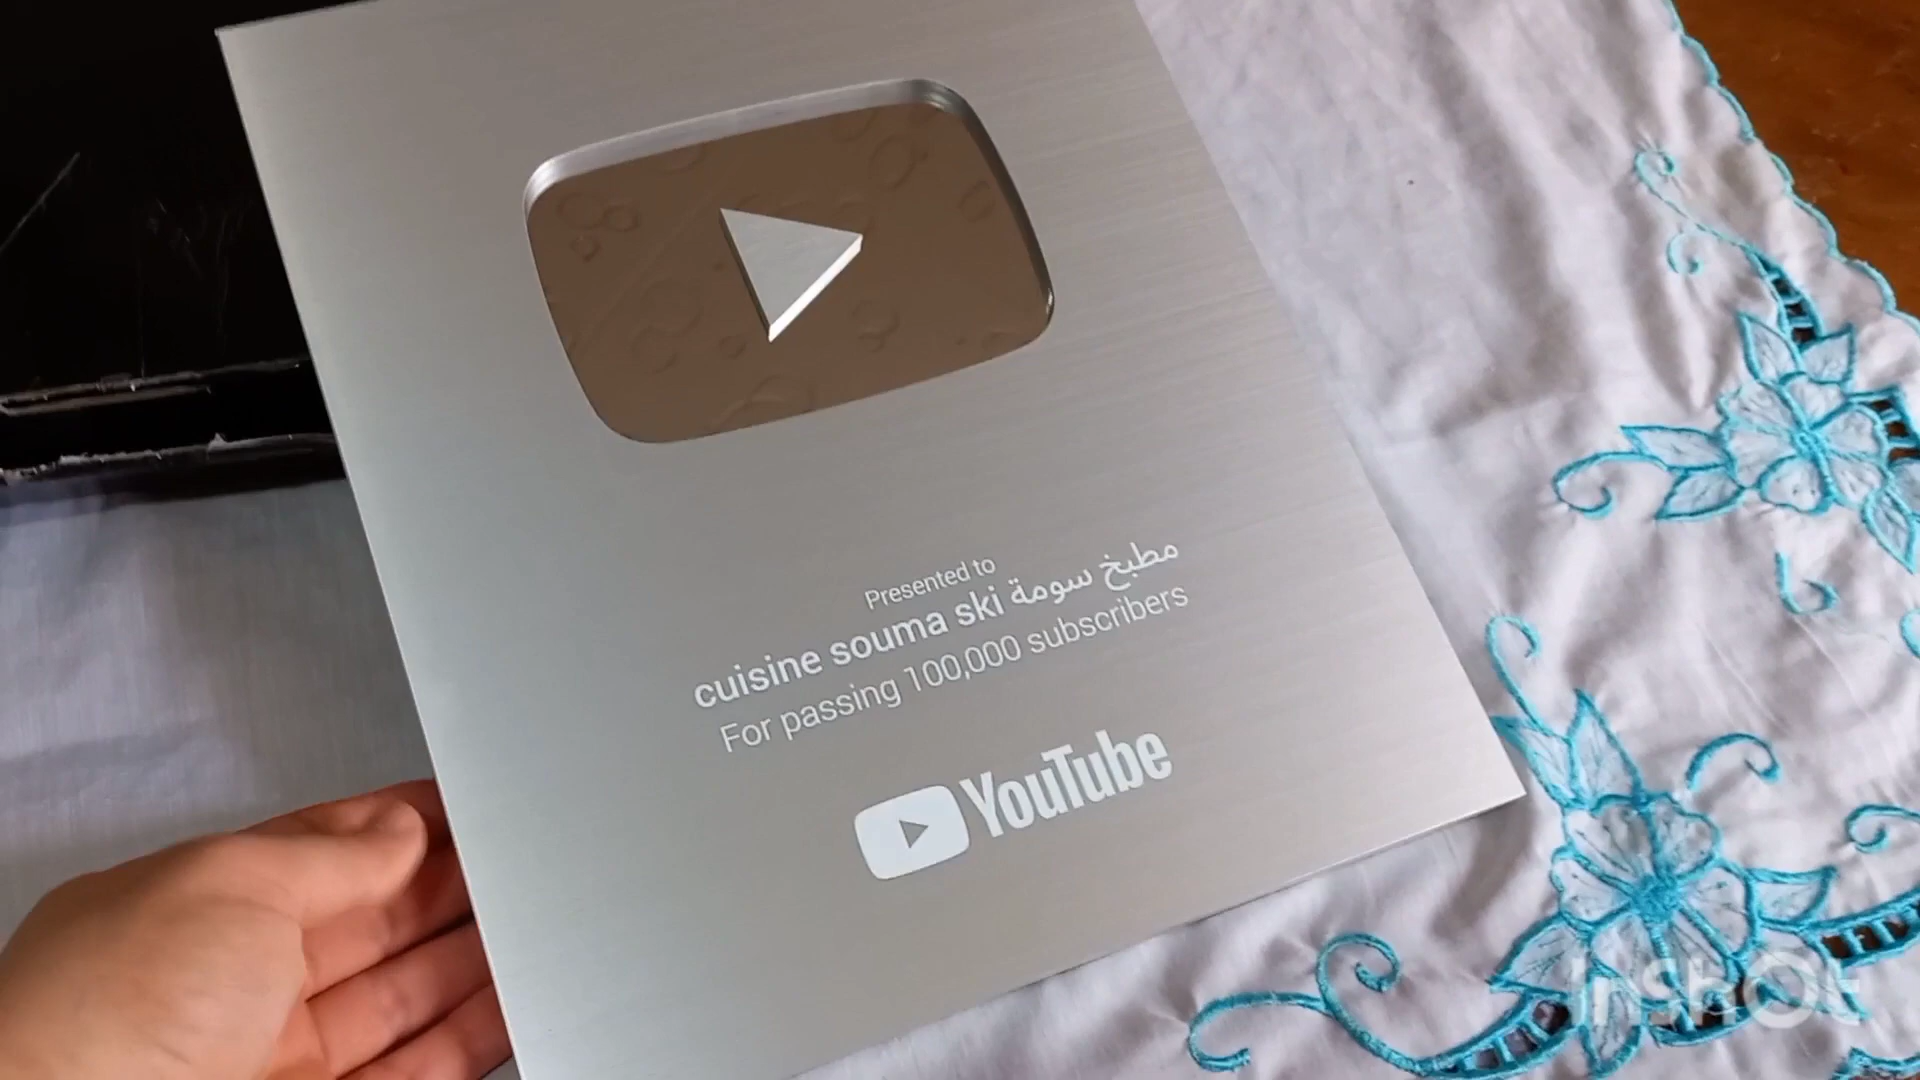 Presented to
cuisine souma ski مطبخ سومة
For passing 100,000 subscribers
YouTube
InShOt